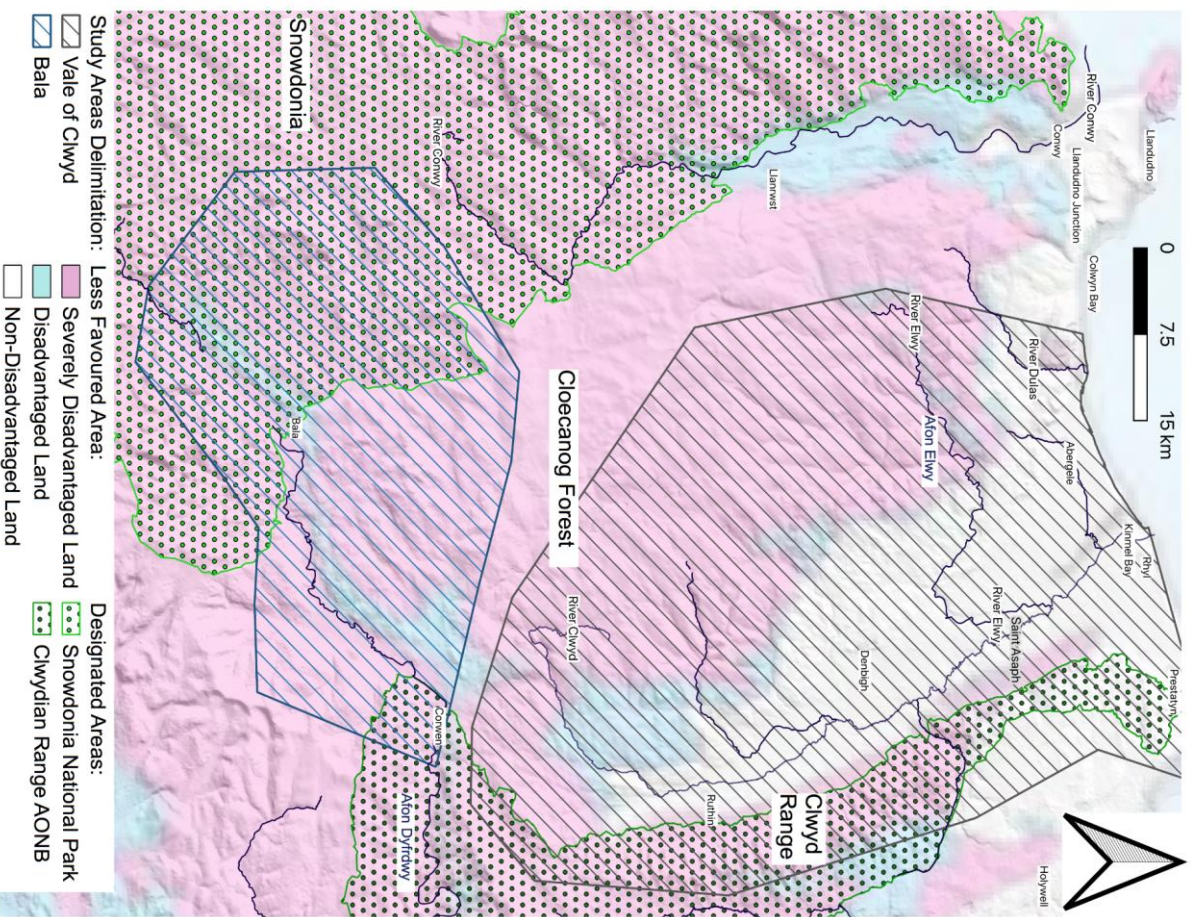 Llandudno
0 7.5 15 km
Prestatyn
Rhyl
Kinmel Bay
River Conwy
Colwyn Bay
Llandudno Junction
Abergele
Conwy
Holywell
River Dulas
Saint Asaph
River Elwy
Afon Elwy
River Elwy
Denbigh
Clwyd
Range
Llanrwst
Ruthin
River Clwyd
Cloecanog Forest
River Conwy
Corwen
Afon Dyfrdwy
Snowdonia
Bala
Study Areas Delimitation:
Vale of Clwyd
Bala
Less Favoured Area:
Severely Disadvantaged Land
Disadvantaged Land
Non-Disadvantaged Land
Designated Areas:
Snowdonia National Park
Clwydian Range AONB